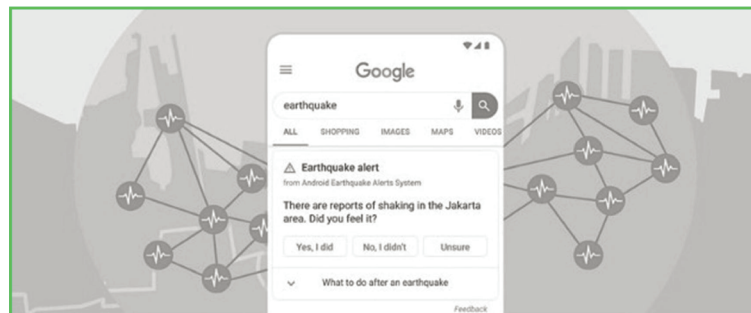 Google
earthquake
ALL SHOPPING IMAGES MAPS VIDEOS
Earthquake alert
from Android Earthquake Alerts System
There are reports of shaking in the Jakarta
area. Did you feel it?
Yes, I did No, I didn't Unsure
What to do after an earthquake
Feedback